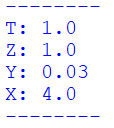 --------
T: 1.0
Z: 1.0
Y: 0.03
X: 4.0
--------